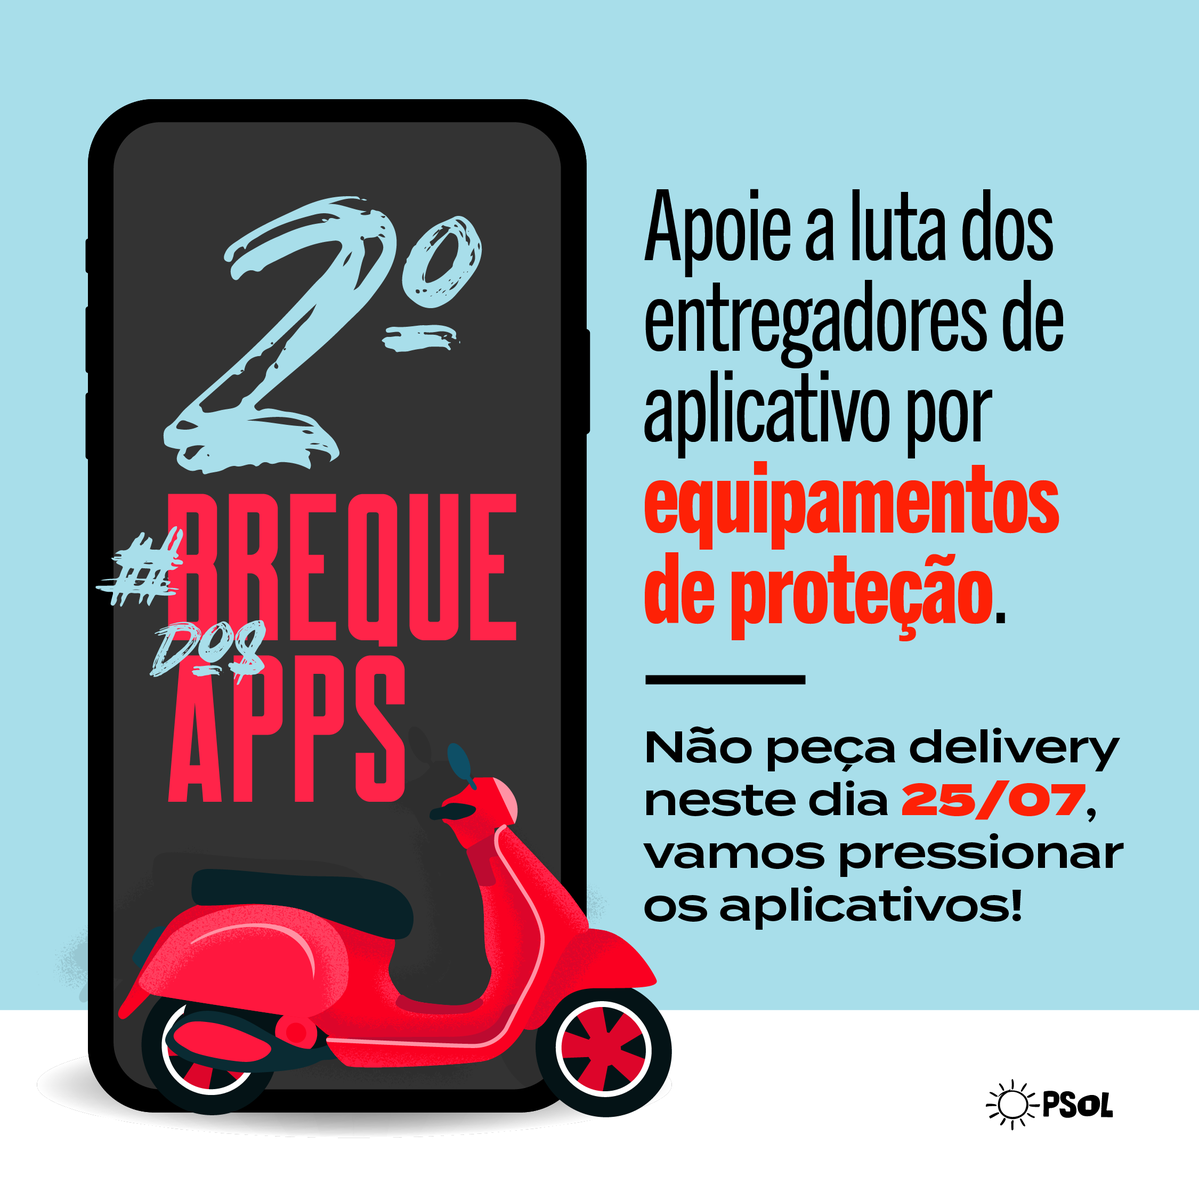 2º
#BREQUE
DOS
APPS
Apoie a luta dos
entregadores de
aplicativo por
equipamentos
de proteção.
Não peça delivery
neste dia 25/07,
vamos pressionar
os aplicativos!
PSOL